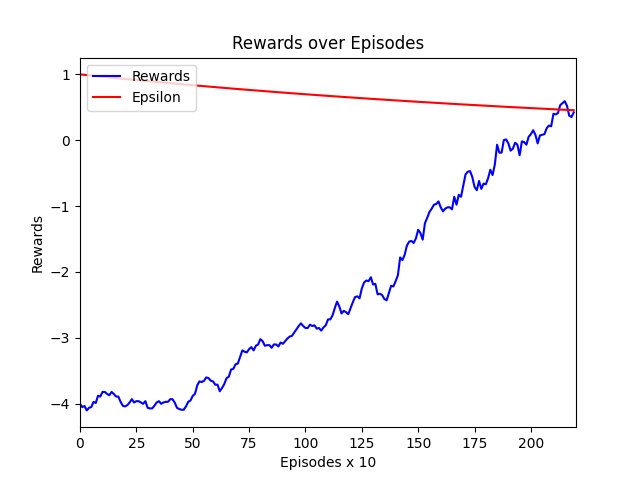 Rewards over Episodes
Rewards
Epsilon
1
0
−1
−2
−3
−4
Rewards
0 25 50 75 100 125 150 175 200
Episodes x 10